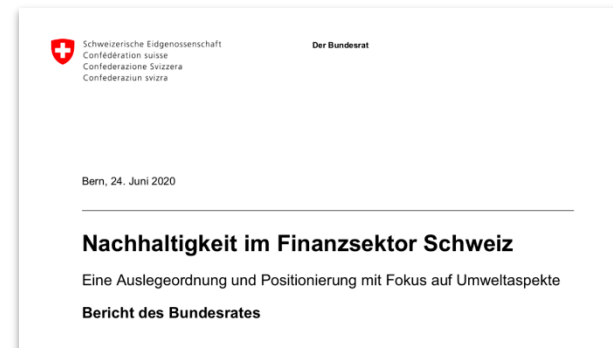 Schweizerische Eidgenossenschaft
Confédération suisse
Confederazione Svizzera
Confederaziun svizra
Der Bundesrat
Bern, 24. Juni 2020
Nachhaltigkeit im Finanzsektor Schweiz
Eine Auslegeordnung und Positionierung mit Fokus auf Umweltaspekte
Bericht des Bundesrates